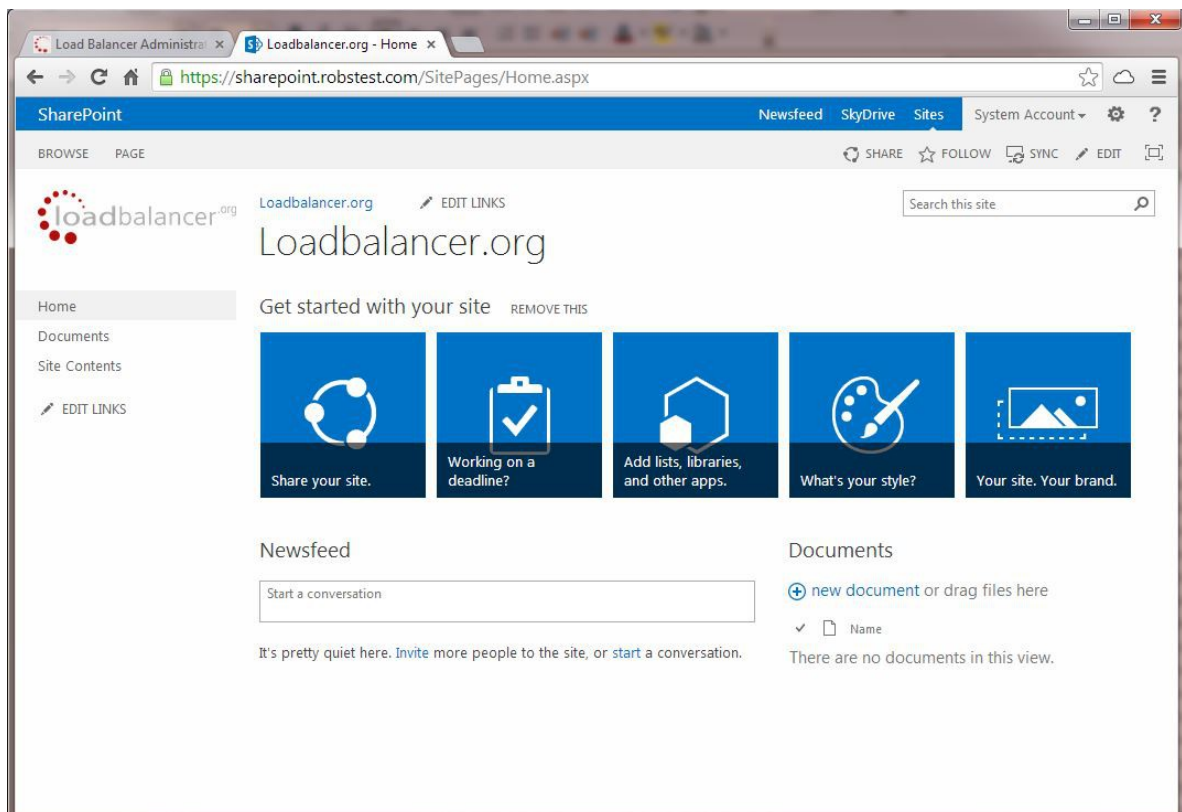 Load Balancer Administra
Loadbalancer.org - Home
https://sharepoint.robstest.com/SitePages/Home.aspx
SharePoint
Newsfeed SkyDrive Sites System Account ?
BROWSE PAGE
SHARE FOLLOW SYNC EDIT
loadbalancer.org
Loadbalancer.org EDIT LINKS
Search this site
Loadbalancer.org
Home
Documents
Site Contents
EDIT LINKS
Get started with your site REMOVE THIS
Share your site.
Working on a
deadline?
Add lists, libraries,
and other apps.
What's your style?
Your site. Your brand.
Newsfeed
Start a conversation
It's pretty quiet here. Invite more people to the site, or start a conversation.
Documents
new document or drag files here
Name
There are no documents in this view.